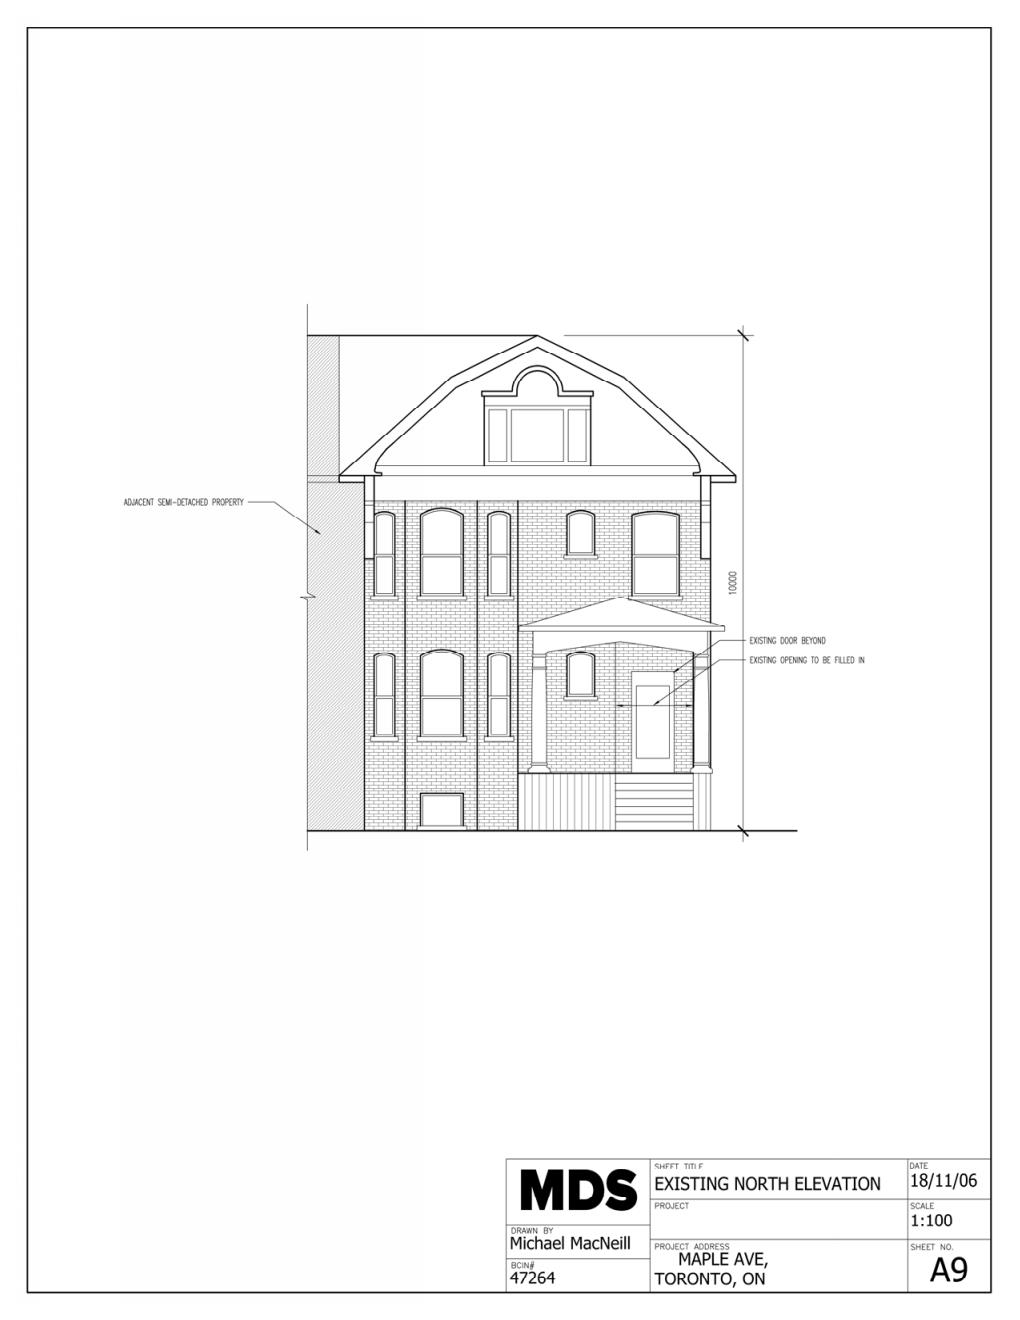 ADJACENT SEMI-DETACHED PROPERTY
10000
EXISTING DOOR BEYOND
EXISTING OPENING TO BE FILLED IN
MDS
DRAWN BY
Michael MacNeill
BCIN#
47264
SHEET TITLE
EXISTING NORTH ELEVATION
PROJECT
PROJECT ADDRESS
MAPLE AVE,
TORONTO, ON
DATE
18/11/06
SCALE
1:100
SHEET NO.
A9